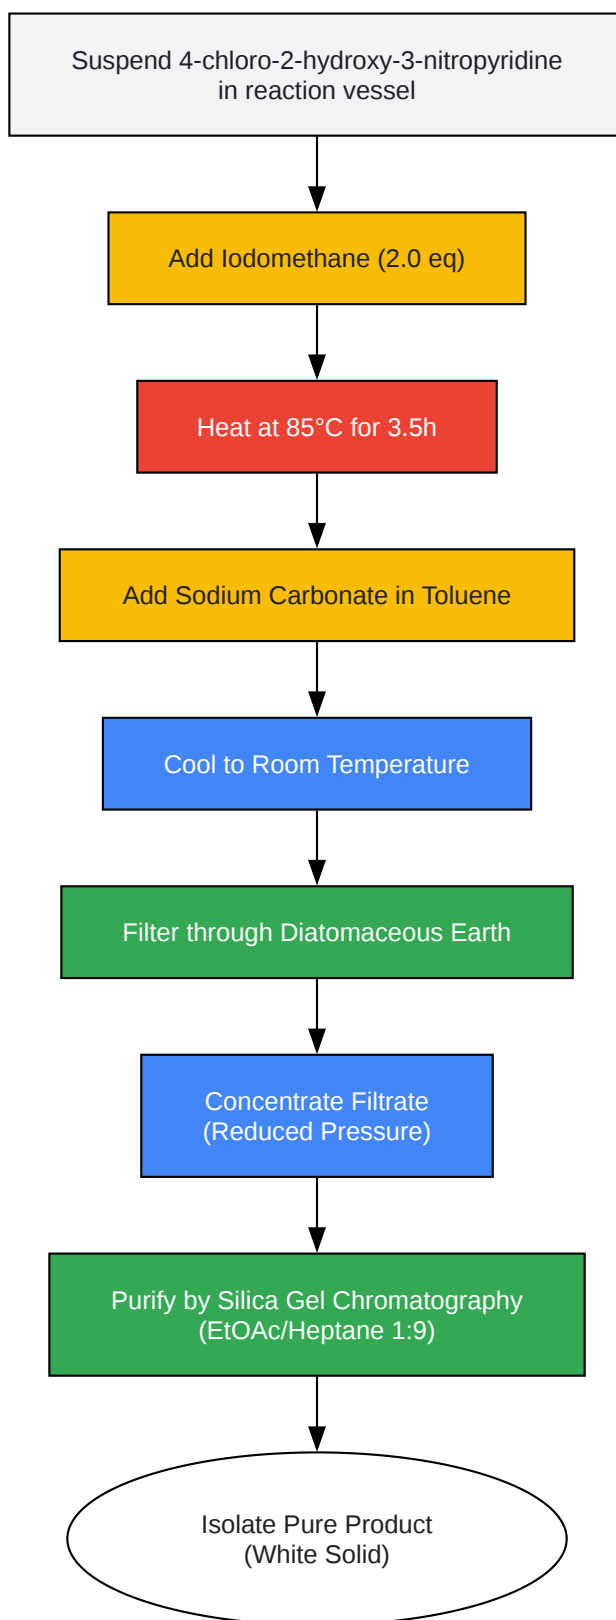 Suspend 4-chloro-2-hydroxy-3-nitropyridine
in reaction vessel
Add Iodomethane (2.0 eq)
Heat at 85°C for 3.5h
Add Sodium Carbonate in Toluene
Cool to Room Temperature
Filter through Diatomaceous Earth
Concentrate Filtrate
(Reduced Pressure)
Purify by Silica Gel Chromatography
(EtOAc/Heptane 1:9)
Isolate Pure Product
(White Solid)